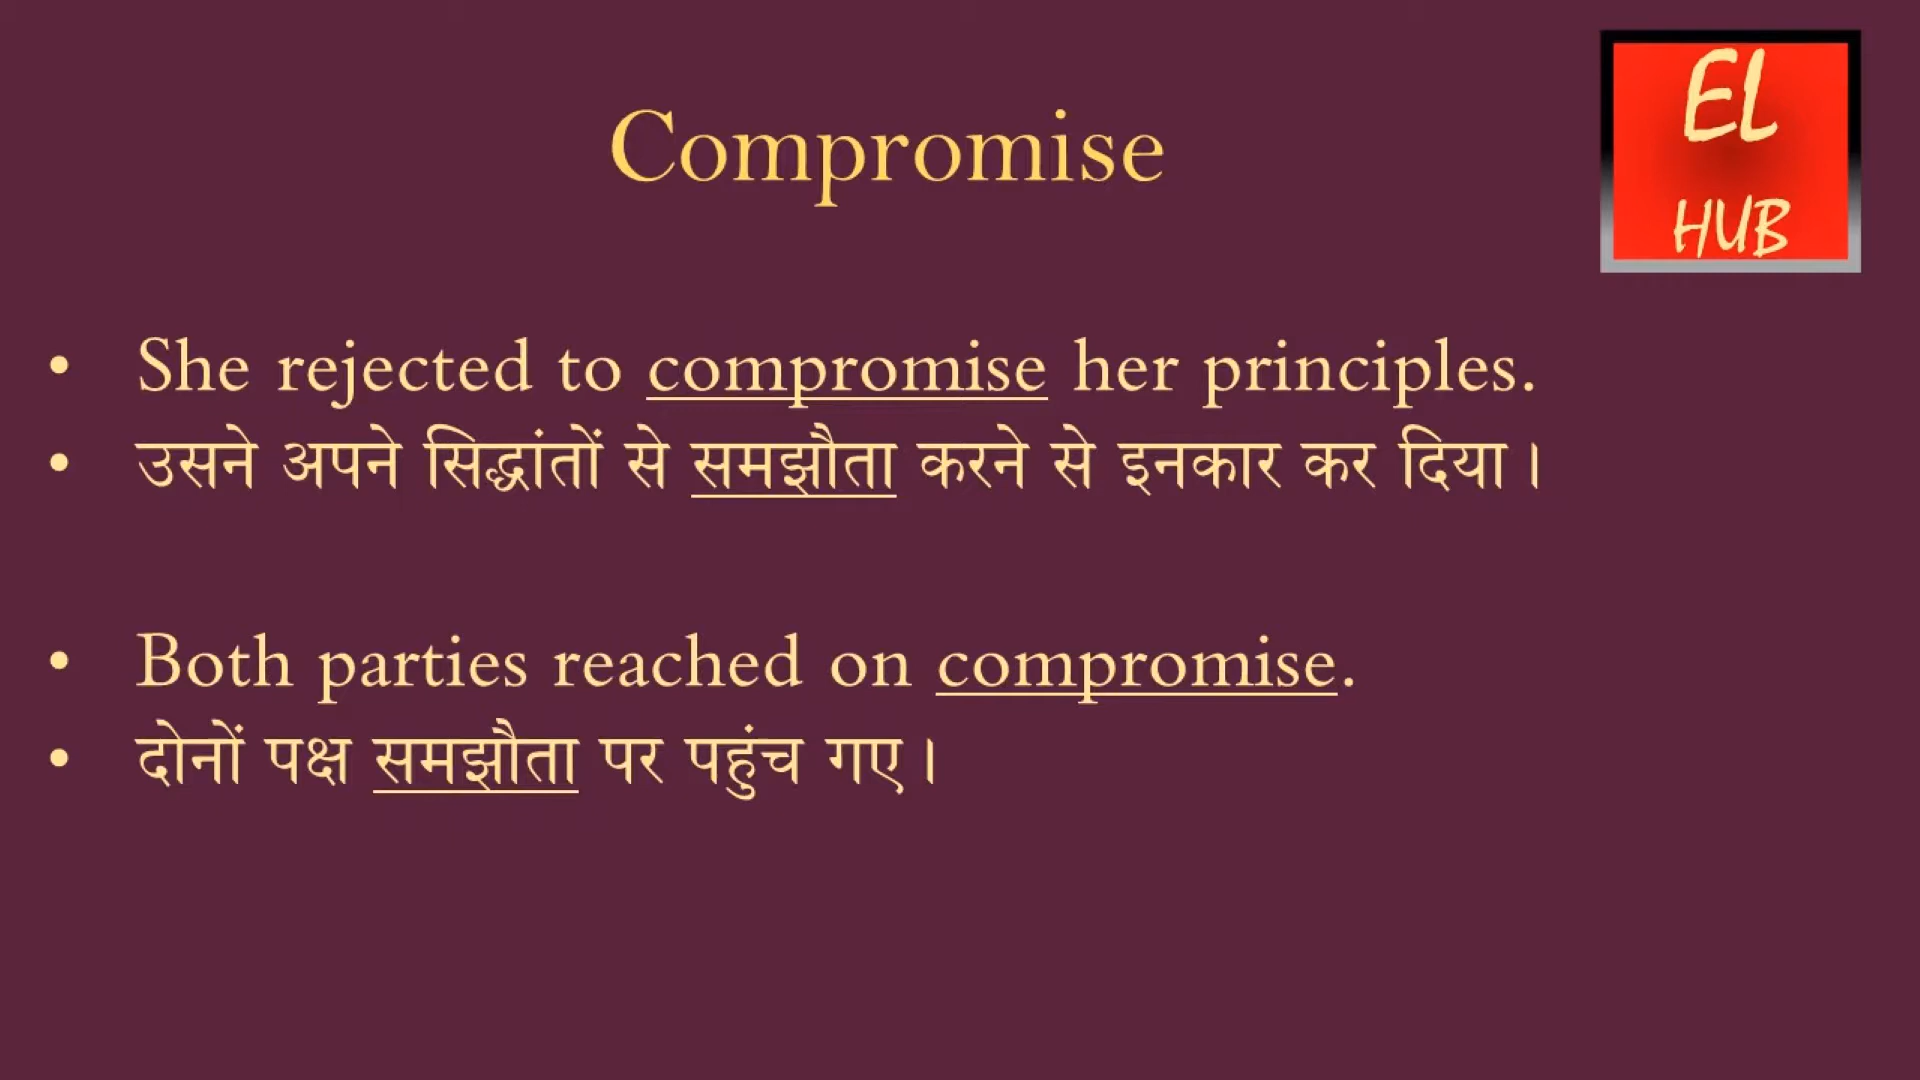 EL
HUB
Compromise
• She rejected to compromise her principles.
• उसने अपने सिद्धांतों से समझौता करने से इनकार कर दिया।
• Both parties reached on compromise.
• दोनों पक्ष समझौता पर पहुंच गए।